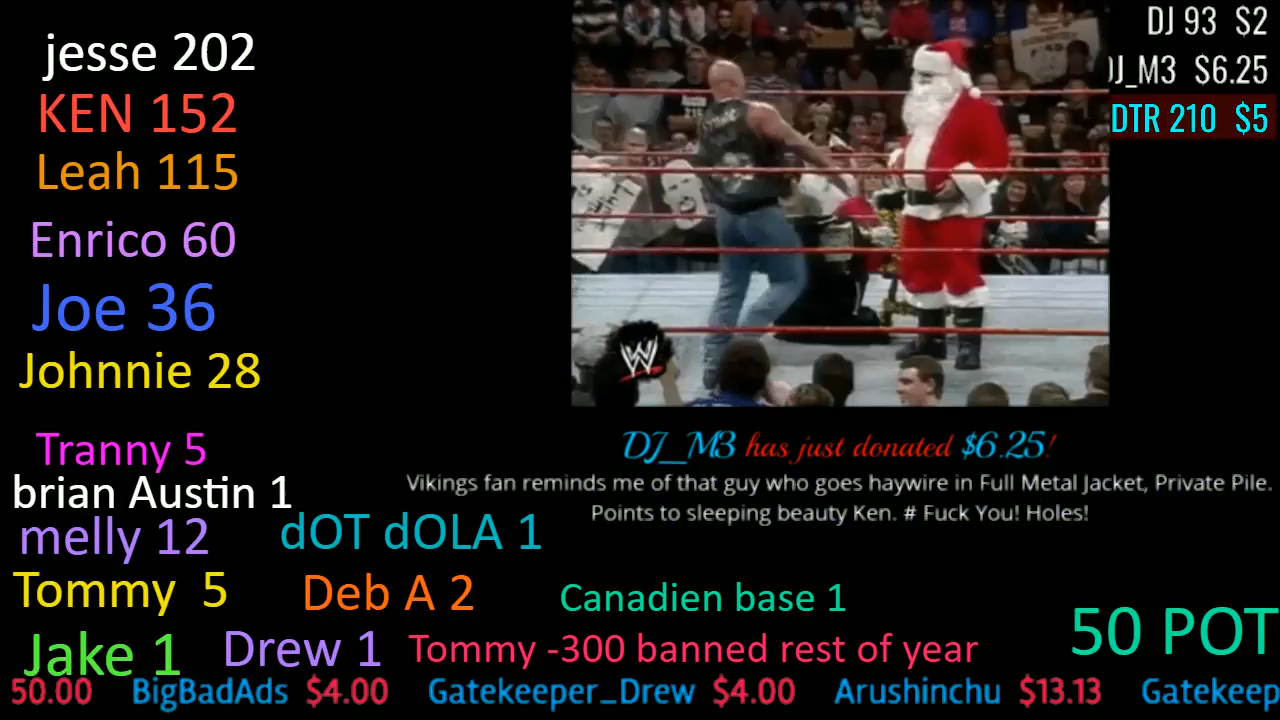 jesse 202
KEN 152
Leah 115
Enrico 60
Joe 36
Johnnie 28
Tranny 5
brian Austin 1
melly 12
dOT dOLA 1
Tommy 5
Deb A 2
Canadien base 1
Jake 1
Drew 1
Tommy -300 banned rest of year
50 POT
DJ 93 $2
DJ_M3 $6.25
DTR 210 $5
W
DJ_M3 has just donated $6.25!
Vikings fan reminds me of that guy who goes haywire in Full Metal Jacket, Private Pile.
Points to sleeping beauty Ken. # Fuck You! Holes!
50.00 BigBadAds $4.00 Gatekeeper_Drew $4.00 Arushinchu $13.13 Gatekeep